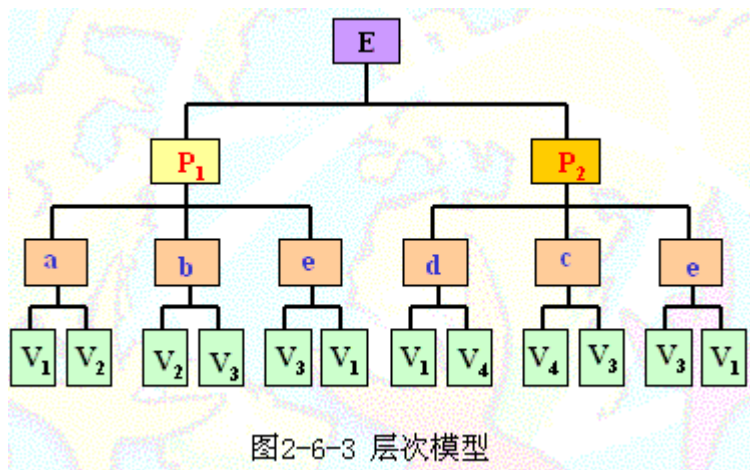 E
P₁ P₂
a b e d c e
V₁ V₂ V₂ V₃ V₃ V₁ V₁ V₄ V₄ V₃ V₃ V₁
图2-6-3 层次模型